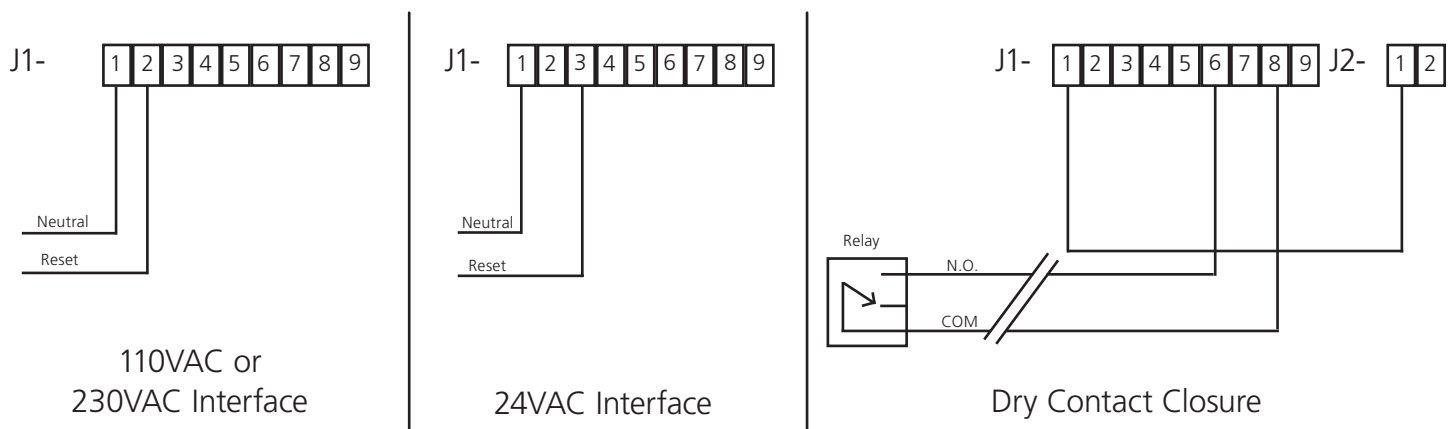 J1- 1 2 3 4 5 6 7 8 9
Neutral
Reset
110VAC or
230VAC Interface
J1- 1 2 3 4 5 6 7 8 9
Neutral
Reset
24VAC Interface
J1- 1 2 3 4 5 6 7 8 9 J2- 1 2
Relay
N.O.
COM
Dry Contact Closure